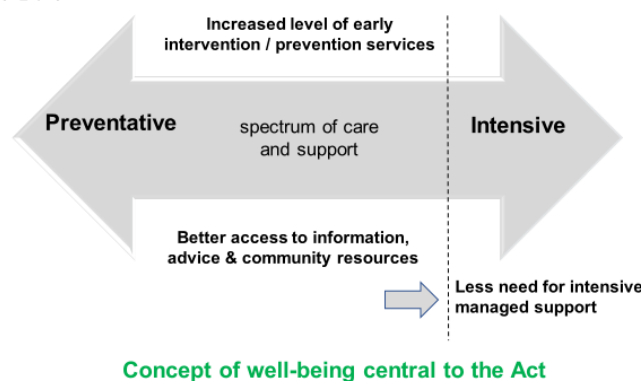 Increased level of early
intervention / prevention services
Preventative
spectrum of care
and support
Intensive
Better access to information,
advice & community resources
Less need for intensive
managed support
Concept of well-being central to the Act